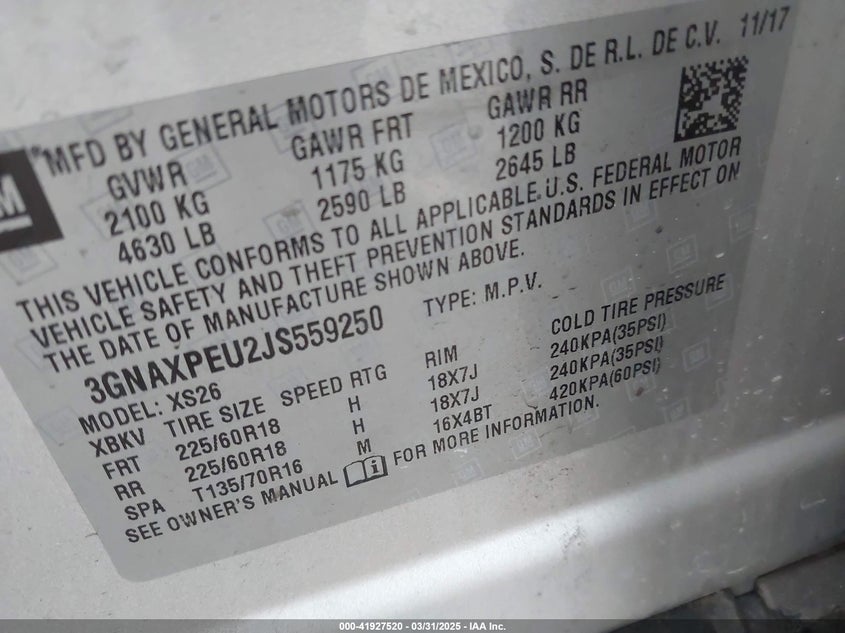 GM
MFD BY GENERAL MOTORS DE MEXICO, S. DE R.L. DE C.V. 11/17
GVWR GAWR FRT GAWR RR
2100 KG 1175 KG 1200 KG
4630 LB 2590 LB 2645 LB
THIS VEHICLE CONFORMS TO ALL APPLICABLE U.S. FEDERAL MOTOR
VEHICLE SAFETY AND THEFT PREVENTION STANDARDS IN EFFECT ON
THE DATE OF MANUFACTURE SHOWN ABOVE.
3GNAXPEU2JS559250 TYPE: M.P.V.
MODEL: XS26
XBKV TIRE SIZE SPEED RTG RIM COLD TIRE PRESSURE
FRT 225/60R18 H 18X7J 240KPA(35PSI)
RR 225/60R18 H 18X7J 240KPA(35PSI)
SPA T135/70R16 M 16X4BT 420KPA(60PSI)
SEE OWNER'S MANUAL FOR MORE INFORMATION.
000-41927520 - 03/31/2025 - IAA Inc.